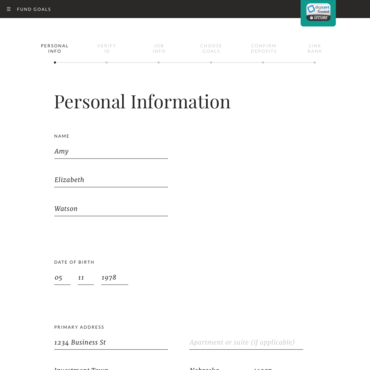 FUND GOALS
SECURE
PERSONAL INFO
VERIFY ID
JOB INFO
CHOOSE GOALS
CONFIRM DEPOSITS
LINK BANK
Personal Information
NAME
Amy
Elizabeth
Watson
DATE OF BIRTH
05 11 1978
PRIMARY ADDRESS
1234 Business St
Apartment or suite (if applicable)
Investment Town
Nebraska